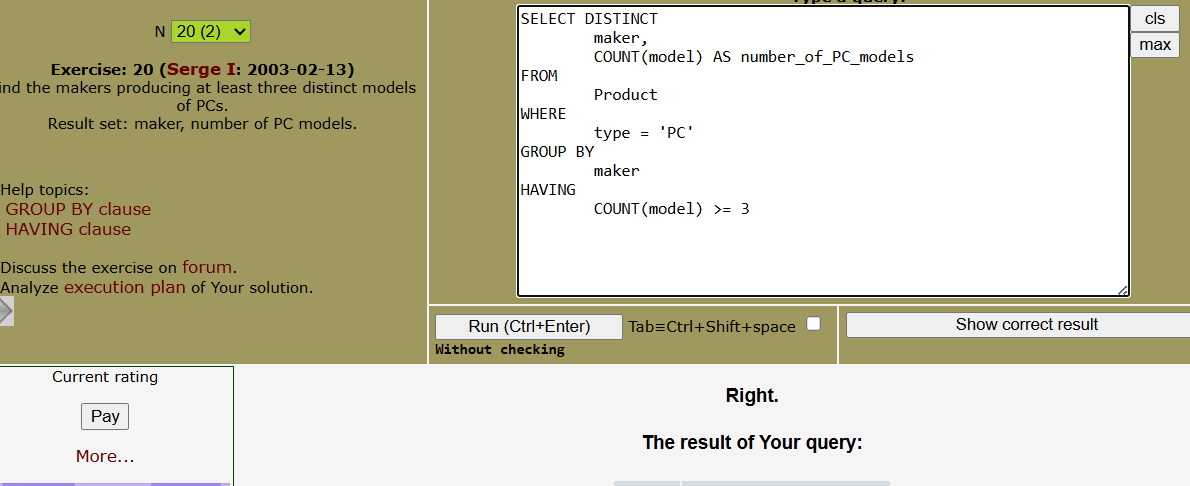 N 20 (2)
Exercise: 20 (Serge I: 2003-02-13)
ind the makers producing at least three distinct models
of PCs.
Result set: maker, number of PC models.
Help topics:
GROUP BY clause
HAVING clause
Discuss the exercise on forum.
Analyze execution plan of Your solution.
Type a query:
SELECT DISTINCT
maker,
COUNT(model) AS number_of_PC_models
FROM
Product
WHERE
type = 'PC'
GROUP BY
maker
HAVING
COUNT(model) >= 3
cls
max
Run (Ctrl+Enter) Tab≡Ctrl+Shift+space
Without checking
Show correct result
Current rating
Pay
More...
Right.
The result of Your query: